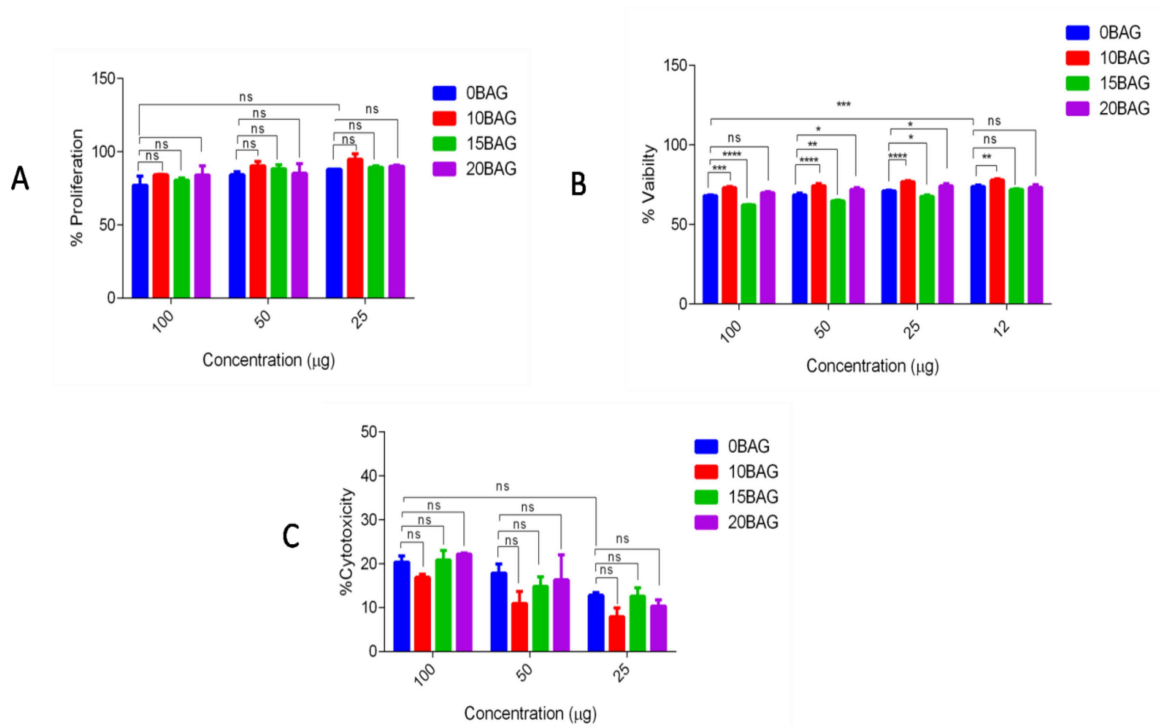 A
150
100
50
0
% Proliferation
ns
ns
ns
ns
ns
ns
ns
ns
ns
ns
100
50
25
Concentration (µg)
0BAG
10BAG
15BAG
20BAG
B
150
100
50
0
% Vaibilty
***
ns
****
***
*
**
****
*
*
****
ns
ns
**
100
50
25
12
Concentration (µg)
0BAG
10BAG
15BAG
20BAG
C
50
40
30
20
10
0
%Cytotoxicity
ns
ns
ns
ns
ns
ns
ns
ns
ns
ns
100
50
25
Concentration (µg)
0BAG
10BAG
15BAG
20BAG